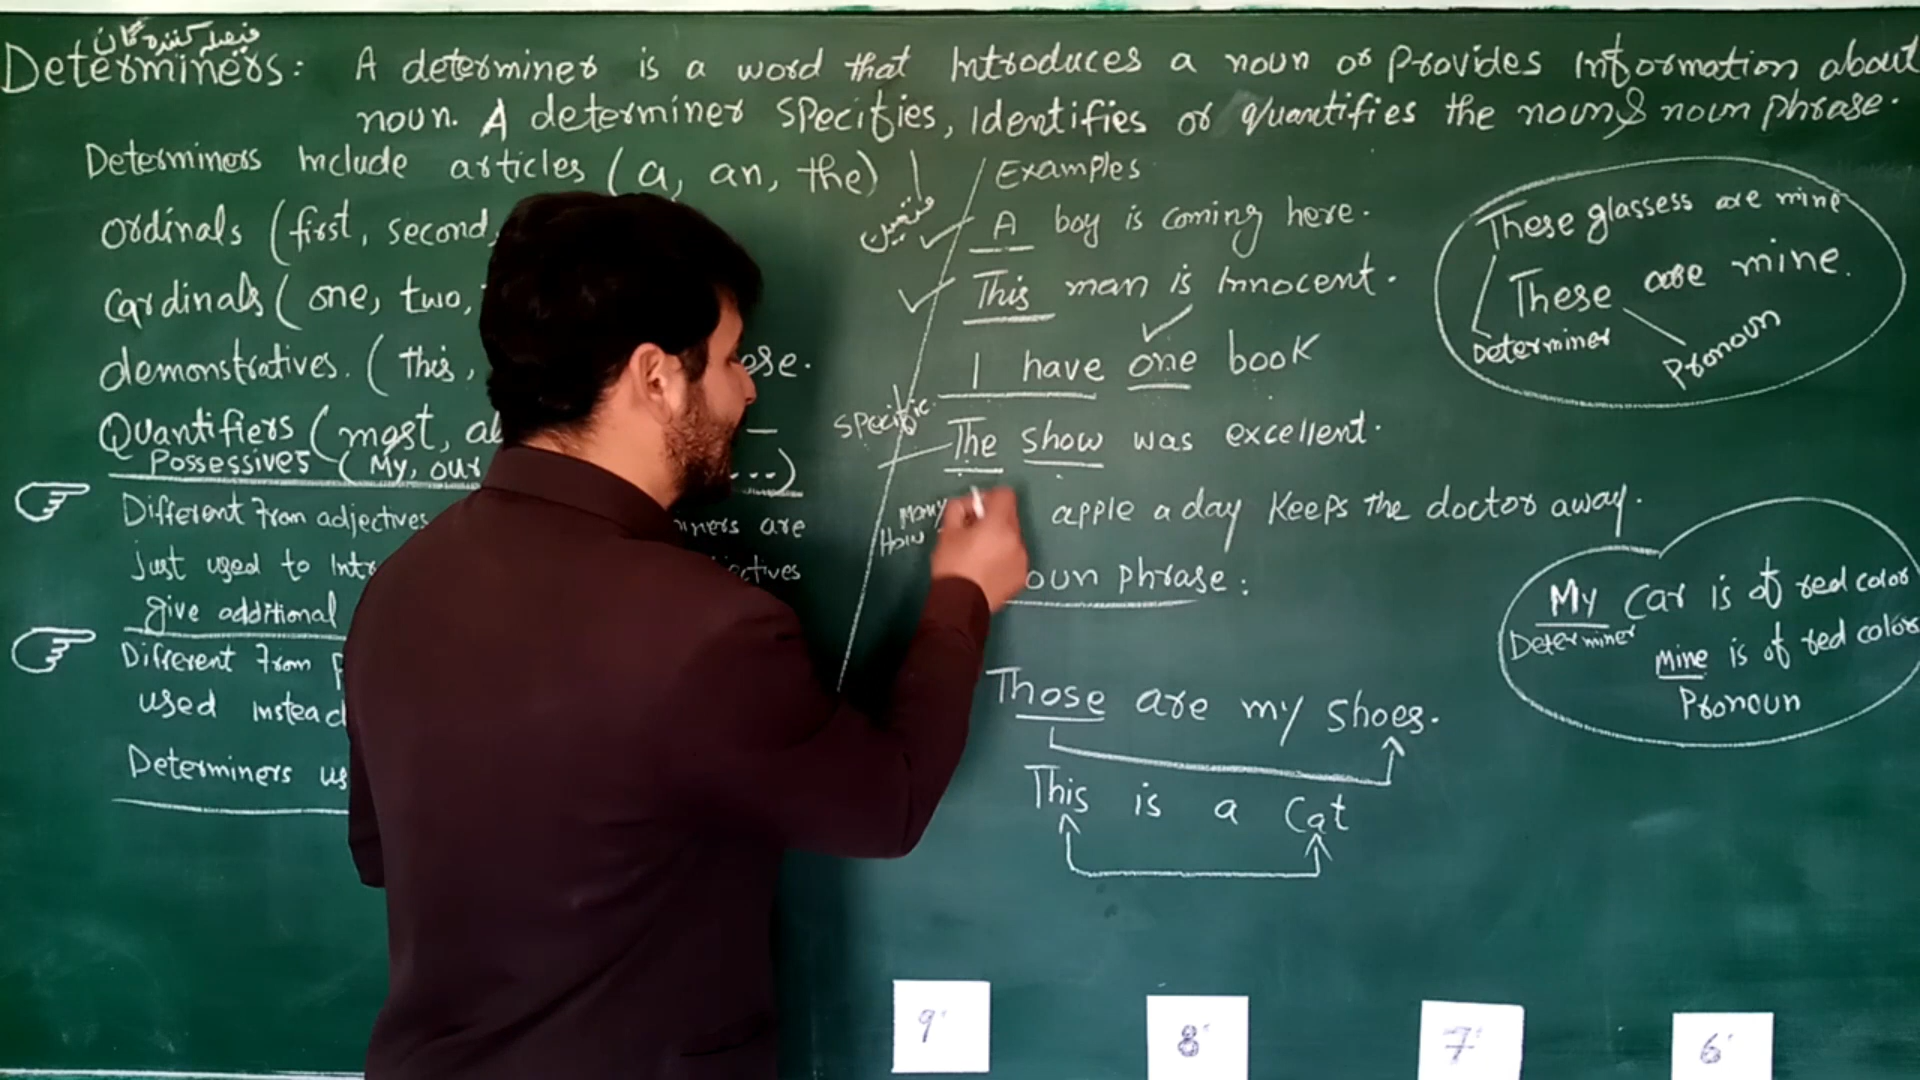 فیصلہ کنندہ گان
Determiners: A determiner is a word that Introduces a noun or Provides Information about
noun. A determiner specifies, Identifies or quantifies the noun & noun phrase.
Determiners Include articles (a, an, the)
ordinals (first, second,
Cardinals ( one, two,
demonstratives. ( This, ese.
Quantifiers ( most, al
Possessives ( My, our ...)
Different from adjectives iners are
just used to Intr ctives
give additional
Different from p
used instead
Determiners us
Examples
A boy is coming here.
This man is Innocent.
I have one book
specific
The show was excellent.
Many
How
apple a day Keeps the doctor away.
oun phrase:
Those are my shoes.
This is a Cat
These glassess are mine
These are mine.
Determiner
Pronoun
My Car is of red color
Determiner
mine is of red color
Pronoun
9
8
7
6